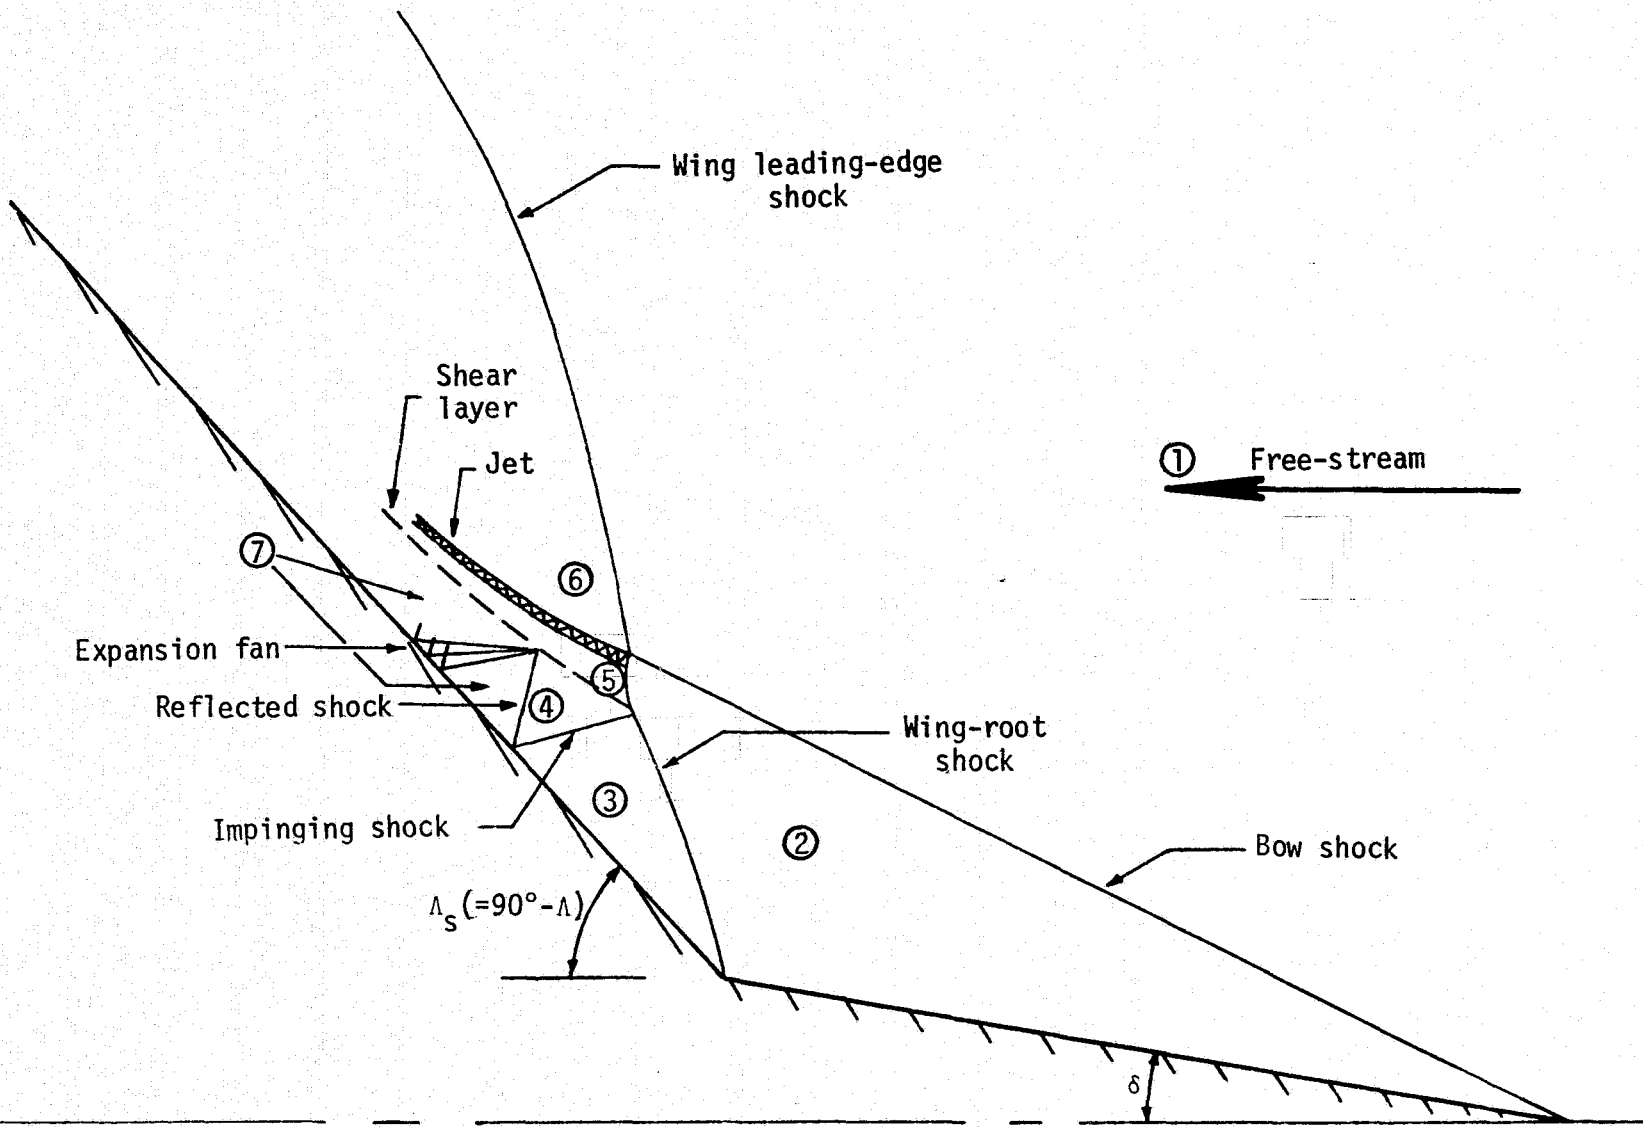 Wing leading-edge
shock
Shear
layer
Jet
① Free-stream
⑦
⑥
Expansion fan
⑤
Reflected shock
④
Wing-root
shock
③
Impinging shock
②
Bow shock
Λs(=90°-Λ)
δ